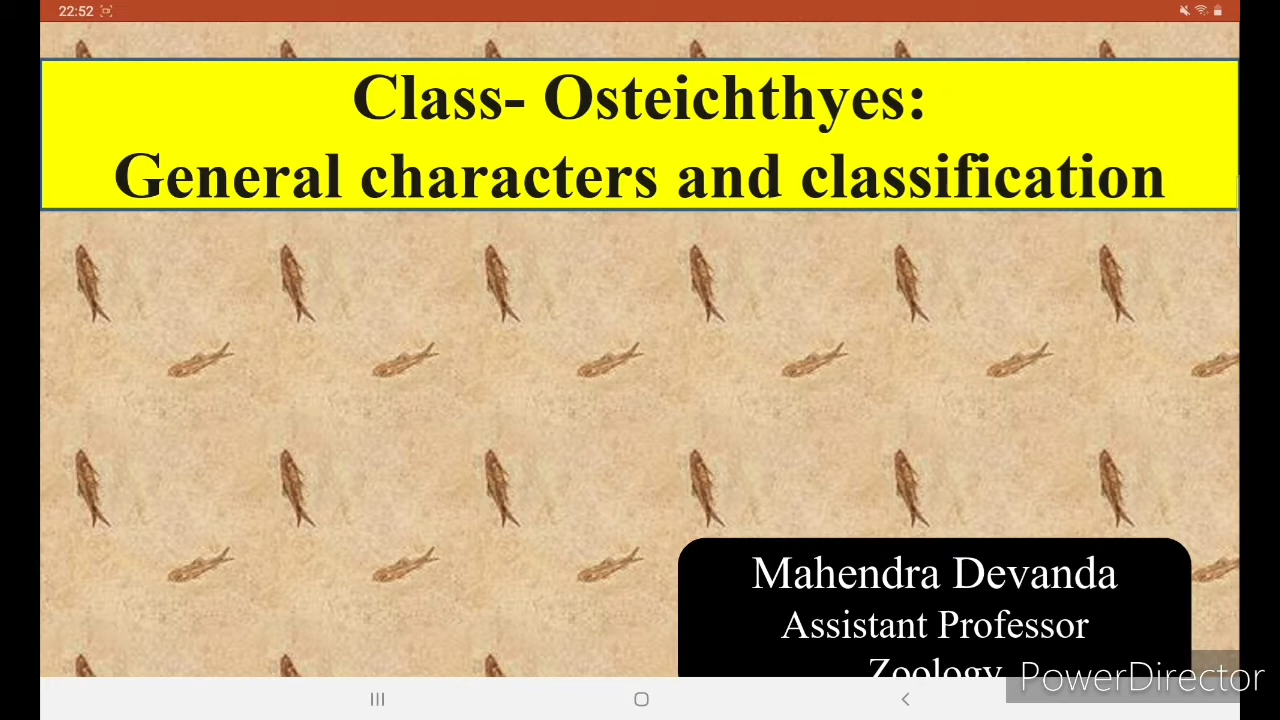 22:52
Class- Osteichthyes:
General characters and classification
Mahendra Devanda
Assistant Professor
Zoology
PowerDirector